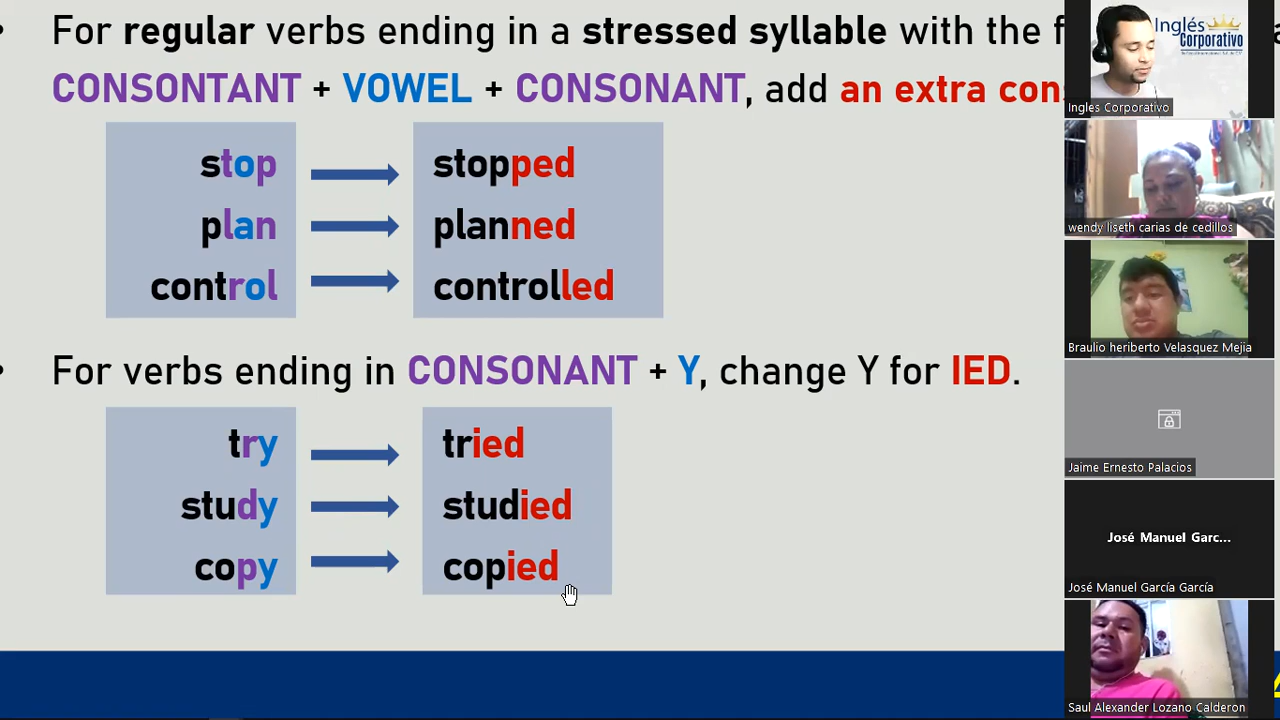 For regular verbs ending in a stressed syllable with the
CONSONTANT + VOWEL + CONSONANT, add an extra
stop stopped
plan planned
control controlled
For verbs ending in CONSONANT + Y, change Y for IED.
try tried
study studied
copy copied
Inglés
Corporativo
Ingles Corporativo
wendy liseth carias de cedillos
Braulio heriberto Velasquez Mejia
Jaime Ernesto Palacios
José Manuel Garc...
José Manuel García García
Saul Alexander Lozano Calderon